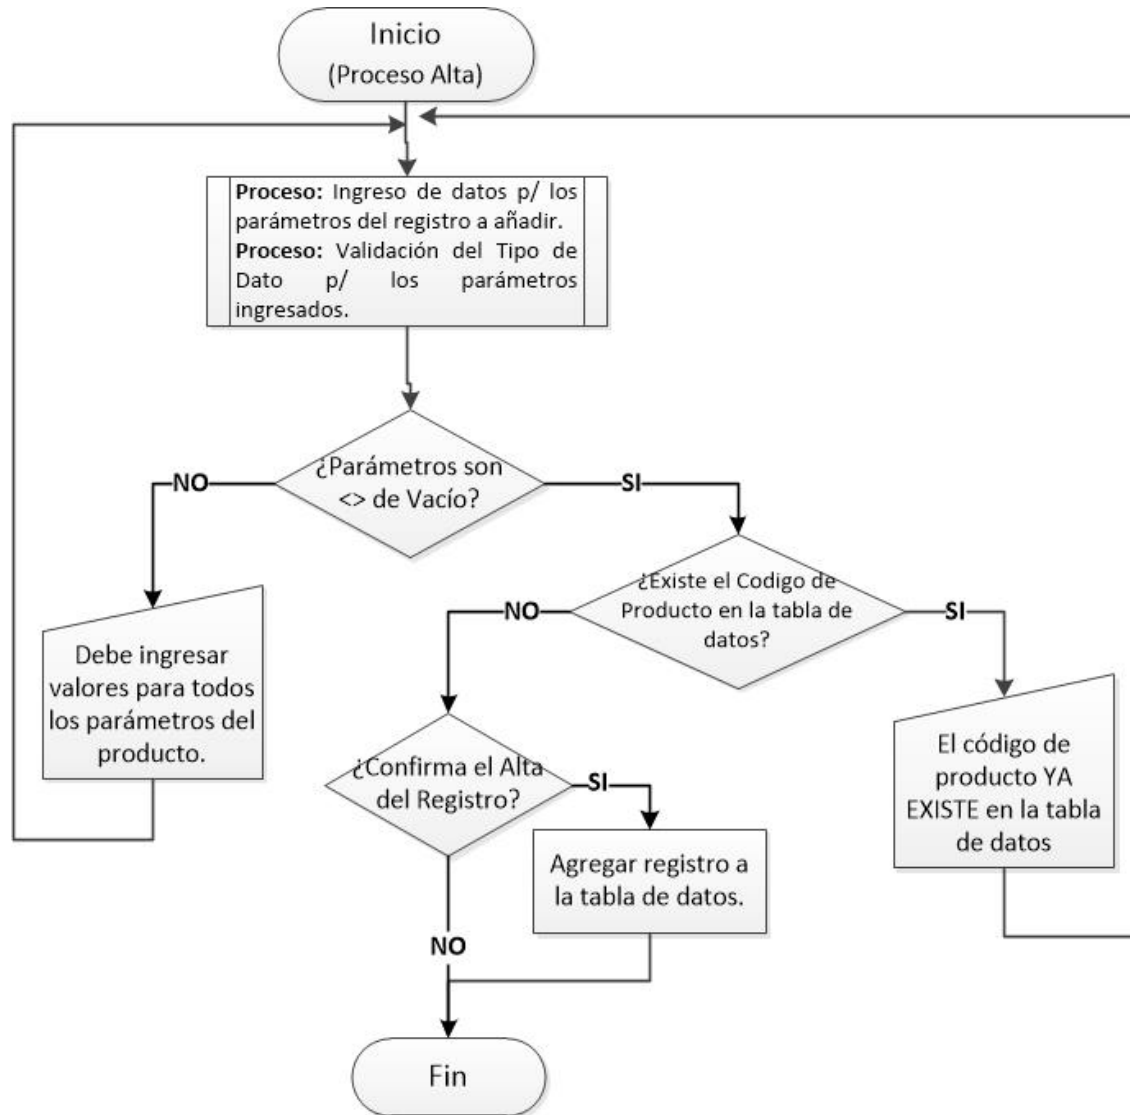 Inicio
(Proceso Alta)
Proceso: Ingreso de datos p/ los
parámetros del registro a añadir.
Proceso: Validación del Tipo de
Dato p/ los parámetros
ingresados.
¿Parámetros son
<> de Vacío?
NO
SI
¿Existe el Codigo de
Producto en la tabla de
datos?
NO
SI
Debe ingresar
valores para todos
los parámetros del
producto.
¿Confirma el Alta
del Registro?
SI
El código de
producto YA
EXISTE en la tabla
de datos
Agregar registro a
la tabla de datos.
NO
Fin